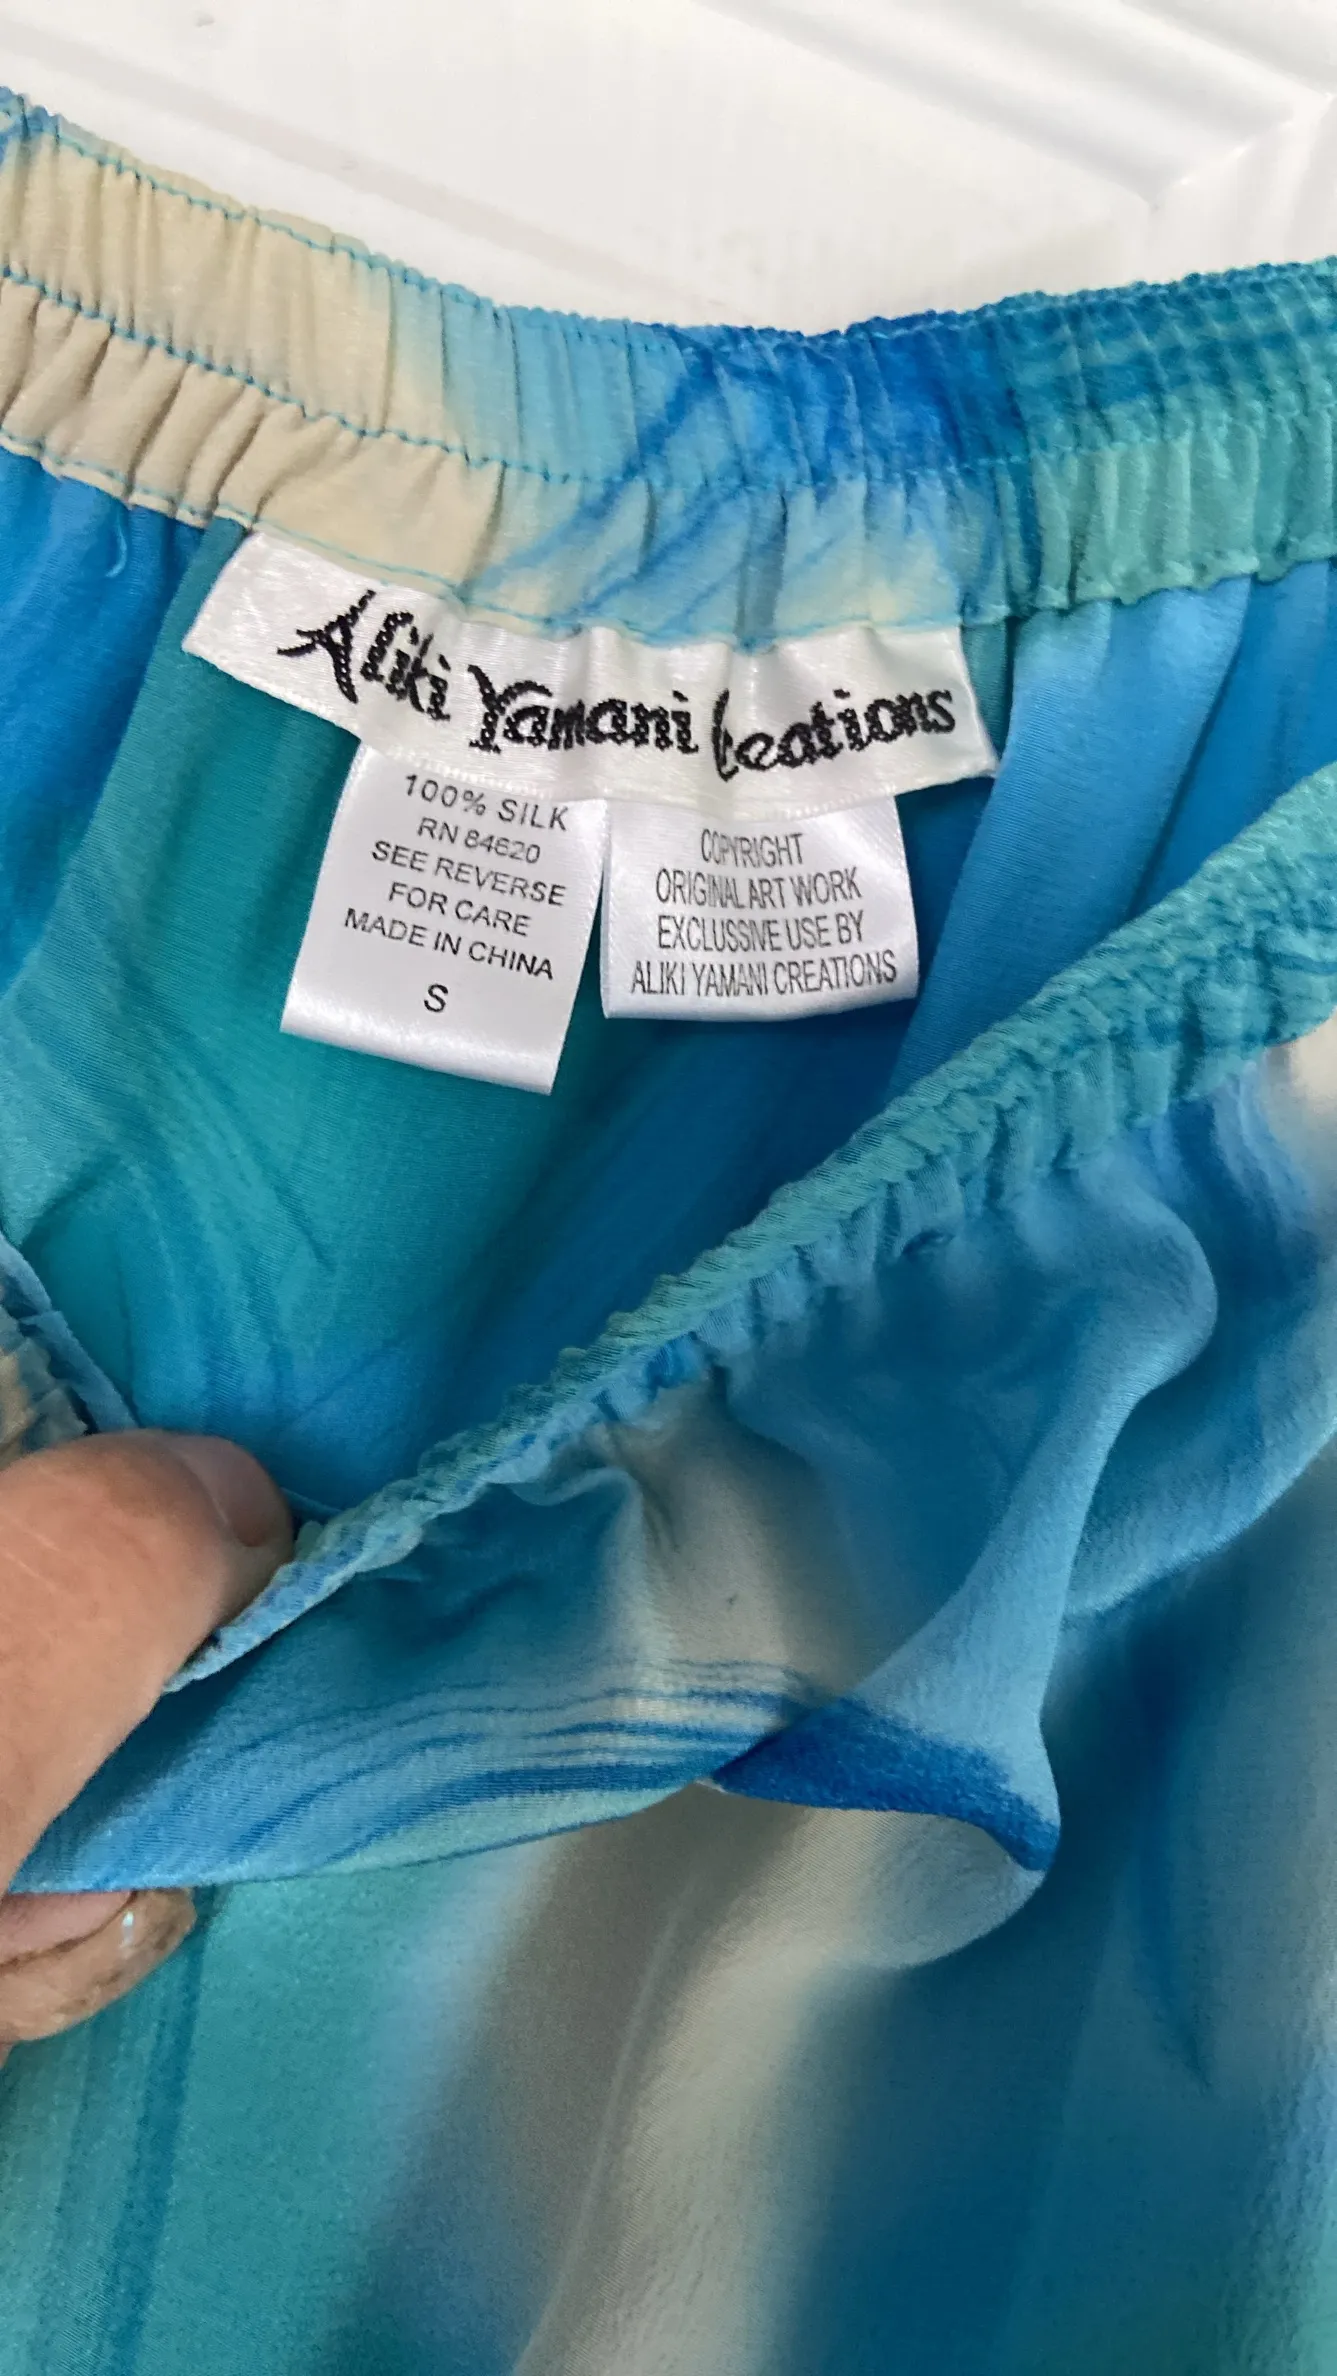 Aliki Yamani Creations
100% SILK
RN 84620
SEE REVERSE
FOR CARE
MADE IN CHINA
S
COPYRIGHT
ORIGINAL ART WORK
EXCLUSSIVE USE BY
ALIKI YAMANI CREATIONS